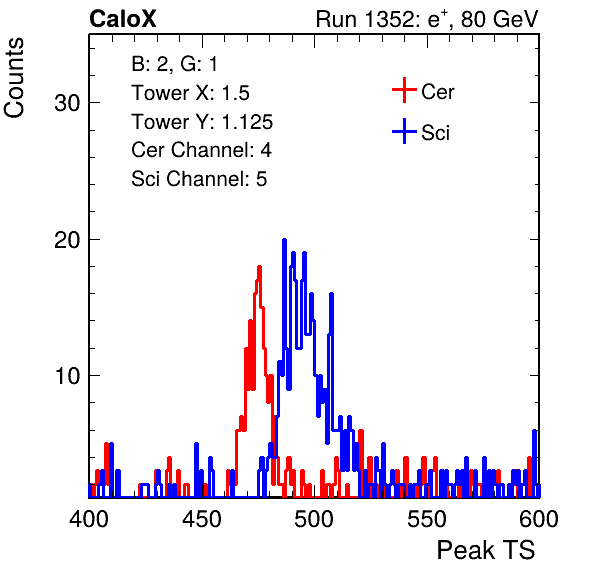 CaloX
Run 1352: e⁺, 80 GeV
Counts
B: 2, G: 1
Tower X: 1.5
Tower Y: 1.125
Cer Channel: 4
Sci Channel: 5
Cer
Sci
30
20
10
400 450 500 550 600
Peak TS